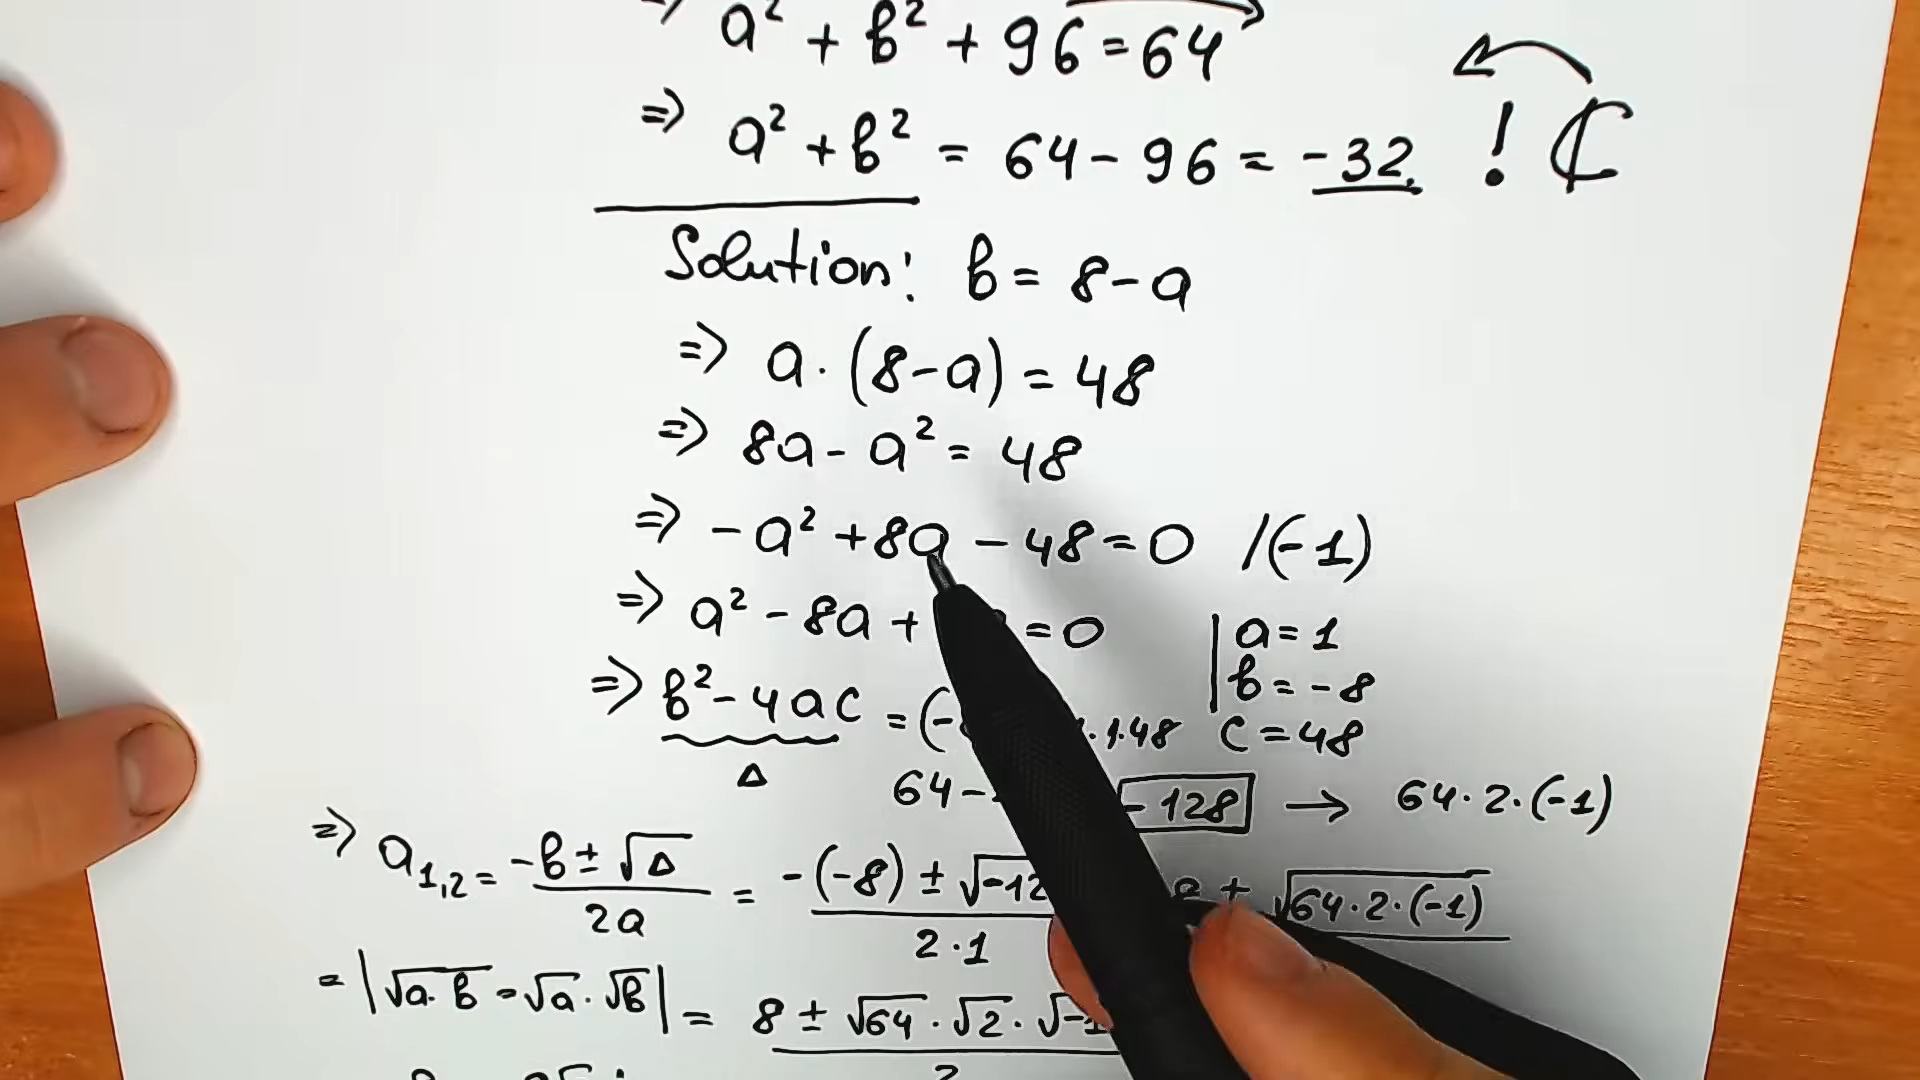 ⇒ a² + b² + 96 = 64
⇒ a² + b² = 64 - 96 = -32. ! ℂ
Solution: b = 8 - a
⇒ a · (8 - a) = 48
⇒ 8a - a² = 48
⇒ -a² + 8a - 48 = 0 /(-1)
⇒ a² - 8a + = 0 | a = 1
b = -8
⇒ b² - 4ac = (- · 1 · 48 c = 48
Δ
64 - - 128 → 64 · 2 · (-1)
⇒ a₁,₂ = (-b ± √Δ)/2a = (-(-8) ± √-12)/(2 · 1) ± √64 · 2 · (-1)
= |√a · b = √a · √b| = 8 ± √64 · √2 · √-1